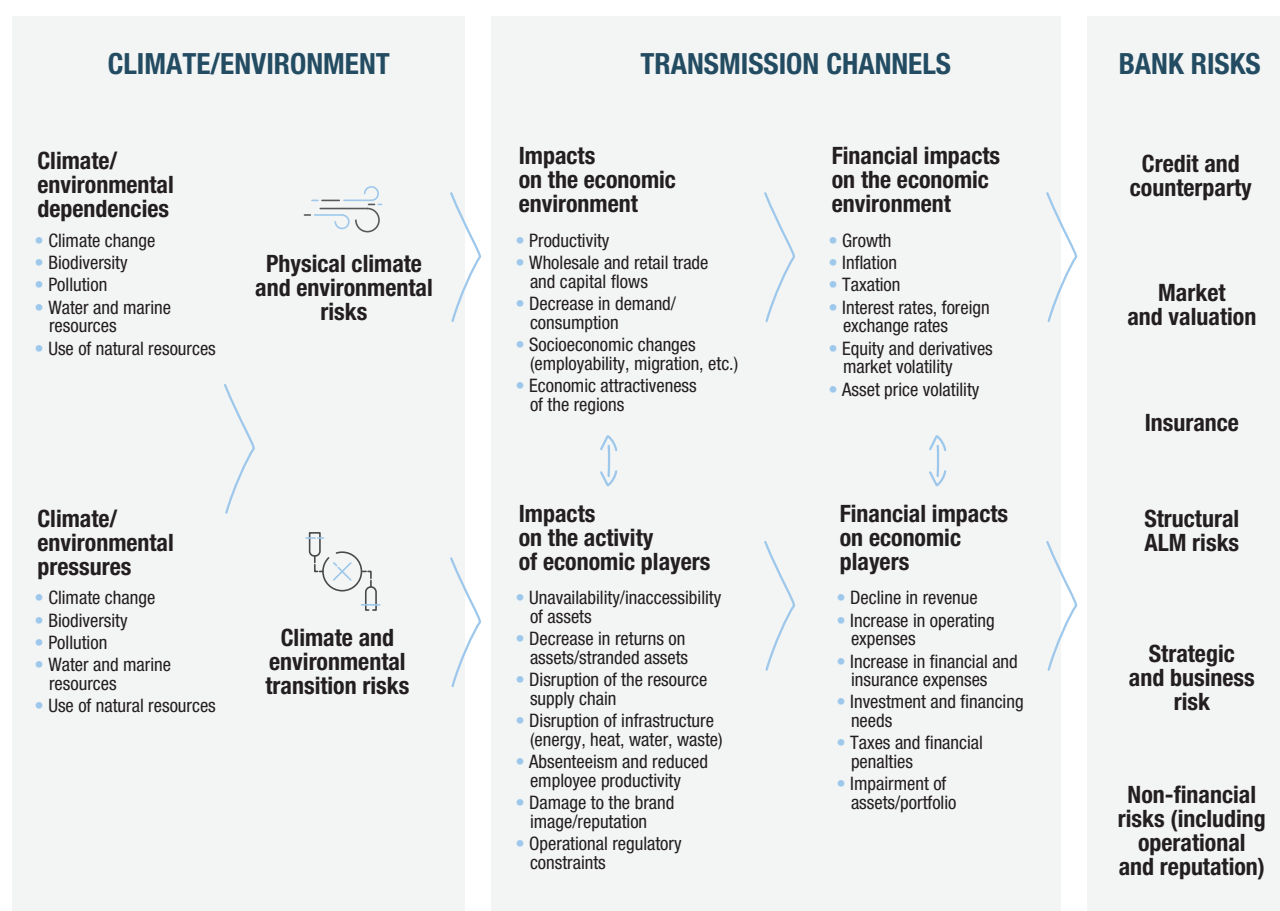 CLIMATE/ENVIRONMENT
Climate/
environmental
dependencies
• Climate change
• Biodiversity
• Pollution
• Water and marine
resources
• Use of natural resources
Physical climate
and environmental
risks
Climate/
environmental
pressures
• Climate change
• Biodiversity
• Pollution
• Water and marine
resources
• Use of natural resources
Climate and
environmental
transition risks
TRANSMISSION CHANNELS
Impacts
on the economic
environment
• Productivity
• Wholesale and retail trade
and capital flows
• Decrease in demand/
consumption
• Socioeconomic changes
(employability, migration, etc.)
• Economic attractiveness
of the regions
Financial impacts
on the economic
environment
• Growth
• Inflation
• Taxation
• Interest rates, foreign
exchange rates
• Equity and derivatives
market volatility
• Asset price volatility
Impacts
on the activity
of economic players
• Unavailability/inaccessibility
of assets
• Decrease in returns on
assets/stranded assets
• Disruption of the resource
supply chain
• Disruption of infrastructure
(energy, heat, water, waste)
• Absenteeism and reduced
employee productivity
• Damage to the brand
image/reputation
• Operational regulatory
constraints
Financial impacts
on economic
players
• Decline in revenue
• Increase in operating
expenses
• Increase in financial and
insurance expenses
• Investment and financing
needs
• Taxes and financial
penalties
• Impairment of
assets/portfolio
BANK RISKS
Credit and
counterparty
Market
and valuation
Insurance
Structural
ALM risks
Strategic
and business
risk
Non-financial
risks (including
operational
and reputation)